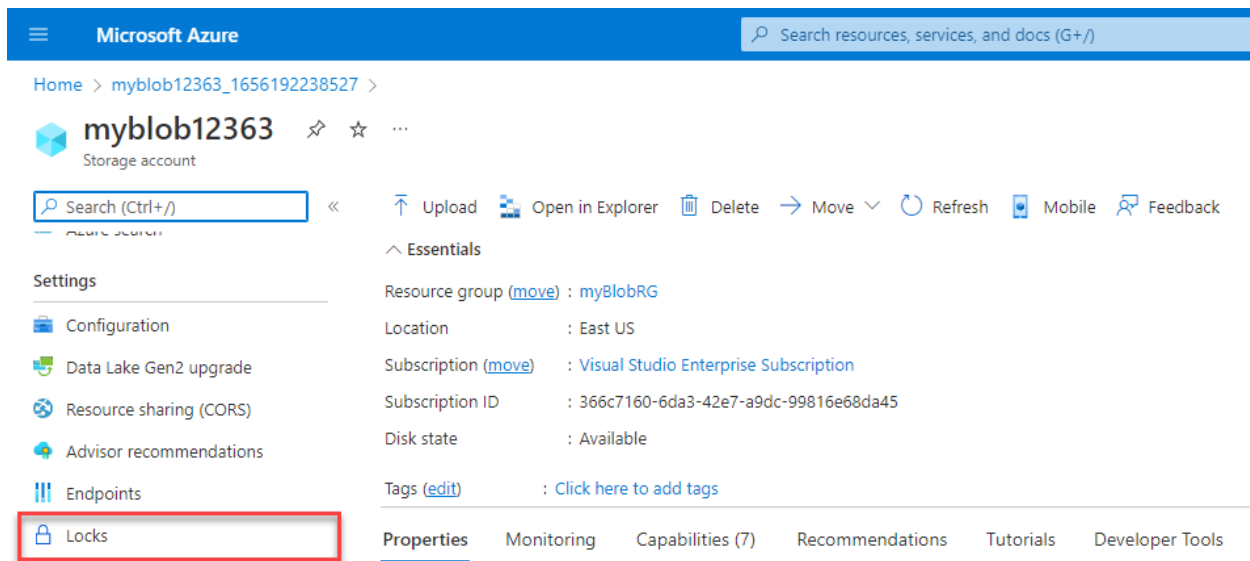 Microsoft Azure
Search resources, services, and docs (G+/)
Home > myblob12363_1656192238527 >
myblob12363 ...
Storage account
Search (Ctrl+/) «
Upload Open in Explorer Delete Move Refresh Mobile Feedback
Azure search
Essentials
Settings
Resource group (move) : myBlobRG
Configuration
Location : East US
Data Lake Gen2 upgrade
Subscription (move) : Visual Studio Enterprise Subscription
Resource sharing (CORS)
Subscription ID : 366c7160-6da3-42e7-a9dc-99816e68da45
Advisor recommendations
Disk state : Available
Endpoints
Tags (edit) : Click here to add tags
Locks
Properties Monitoring Capabilities (7) Recommendations Tutorials Developer Tools